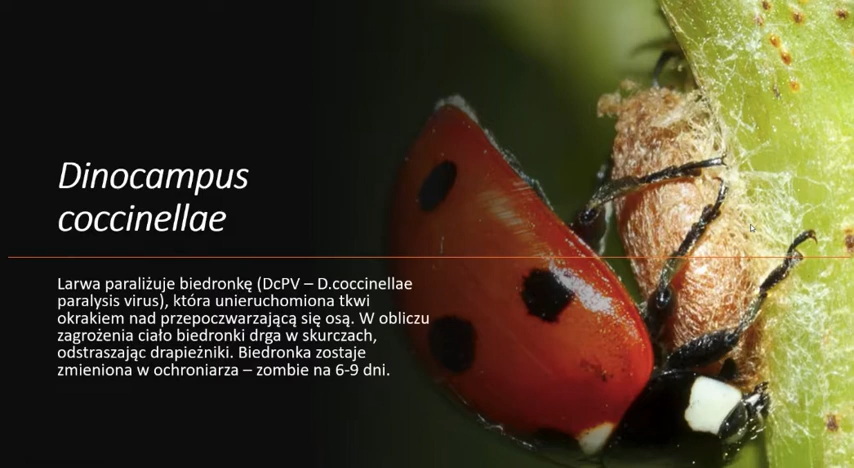 Dinocampus
coccinellae
Larwa paraliżuje biedronkę (DcPV – D.coccinellae
paralysis virus), która unieruchomiona tkwi
okrakiem nad przepoczwarzającą się osą. W obliczu
zagrożenia ciało biedronki drga w skurczach,
odstraszając drapieżniki. Biedronka zostaje
zmieniona w ochroniarza – zombie na 6-9 dni.